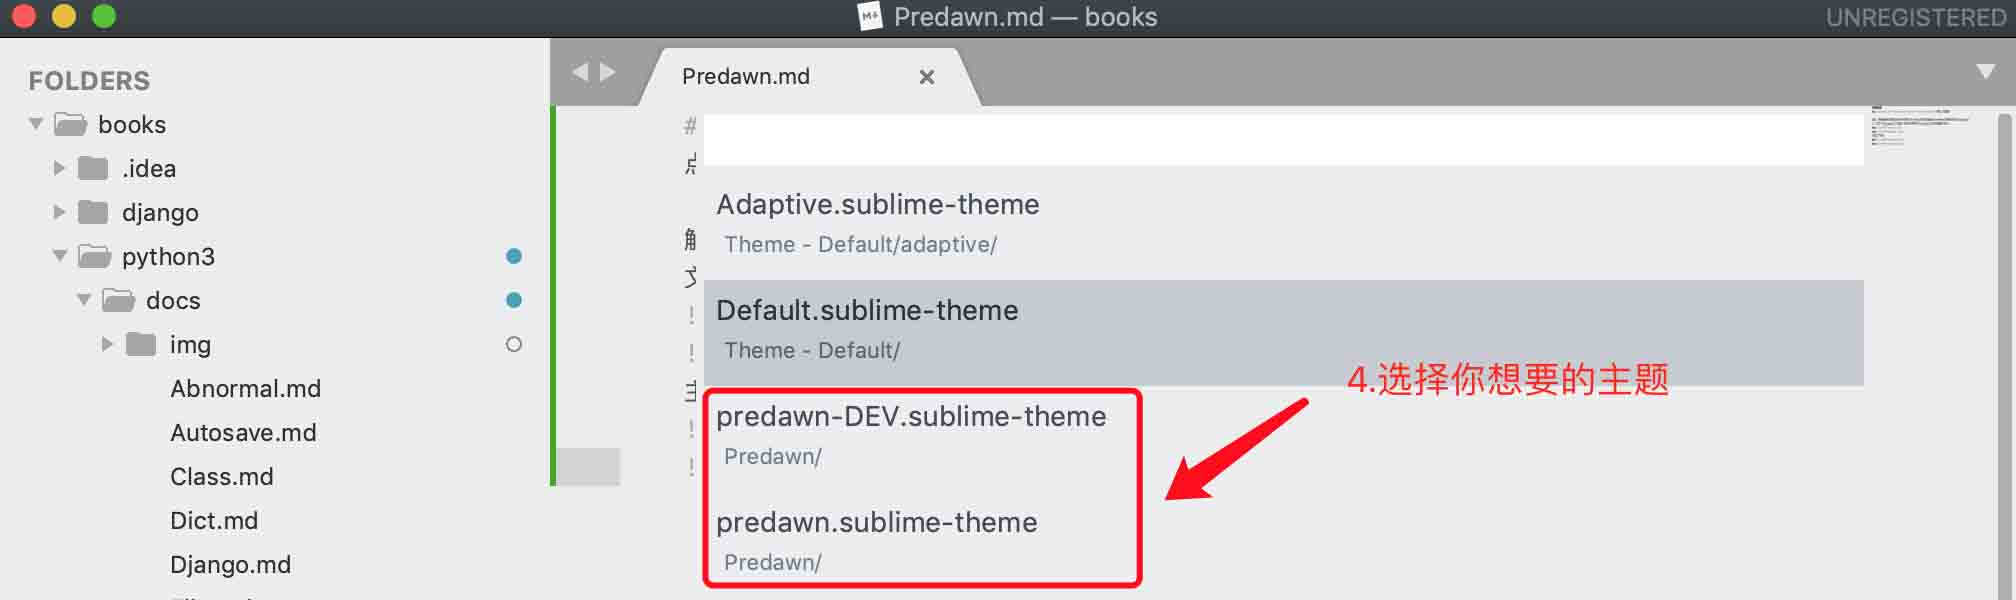 Predawn.md — books
UNREGISTERED
FOLDERS
books
.idea
django
python3
docs
img
Abnormal.md
Autosave.md
Class.md
Dict.md
Django.md
Predawn.md
#
点
Adaptive.sublime-theme
Theme - Default/adaptive/
文
Default.sublime-theme
Theme - Default/
!
!
4.选择你想要的主题
predawn-DEV.sublime-theme
Predawn/
!
!
predawn.sublime-theme
Predawn/